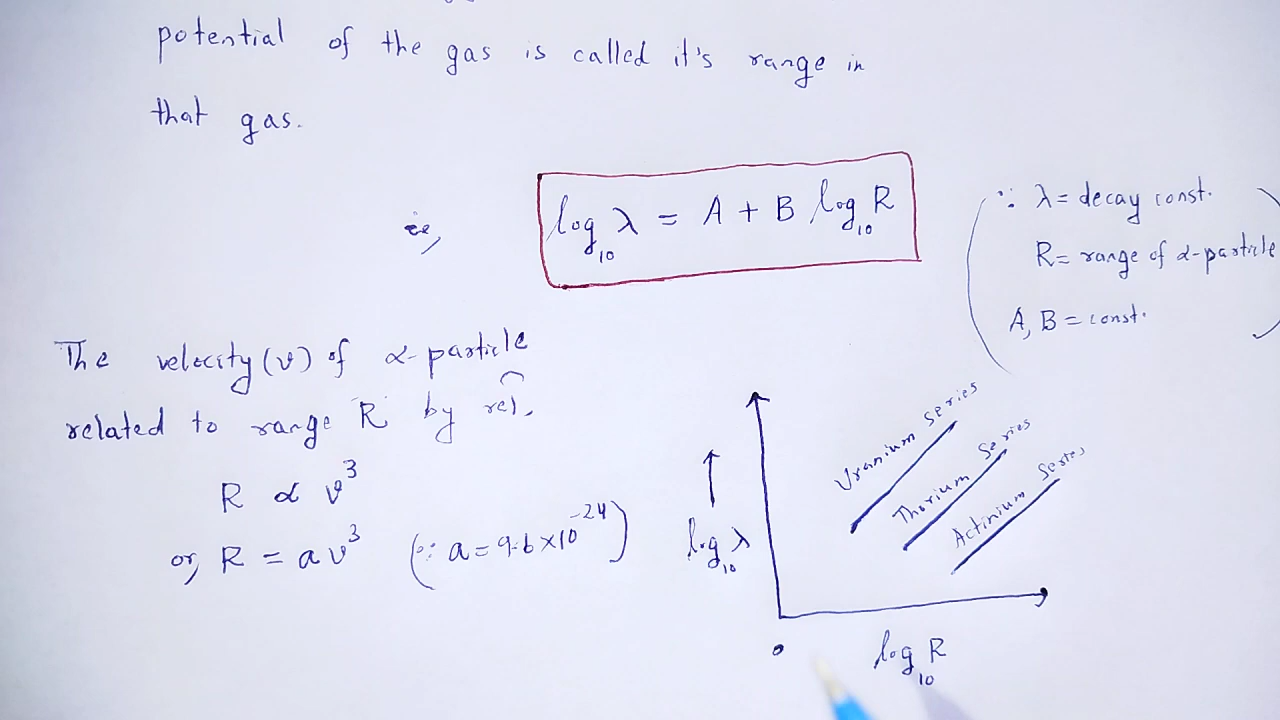 potential of the gas is called it's range in
that gas.
ie, log₁₀ λ = A + B log₁₀ R
∵ λ = decay const.
R = range of α-particle
A, B = const.
The velocity (v) of α-particle
related to range R by rel.
R ∝ v³
or, R = a v³ (∵ a = 9.6 × 10⁻²⁴)
Uranium series
Thorium Series
Actinium Series
log₁₀ λ
o
log₁₀ R